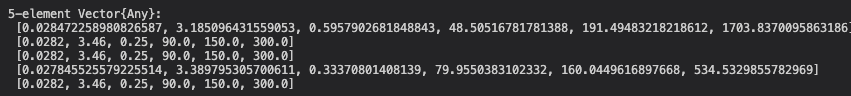 5-element Vector{Any}:
[0.028472258980826587, 3.185096431559053, 0.5957902681848843, 48.50516781781388, 191.49483218218612, 1703.8370095863186]
[0.0282, 3.46, 0.25, 90.0, 150.0, 300.0]
[0.0282, 3.46, 0.25, 90.0, 150.0, 300.0]
[0.027845525579225514, 3.389795305700611, 0.33370801408139, 79.9550383102332, 160.0449616897668, 534.5329855782969]
[0.0282, 3.46, 0.25, 90.0, 150.0, 300.0]